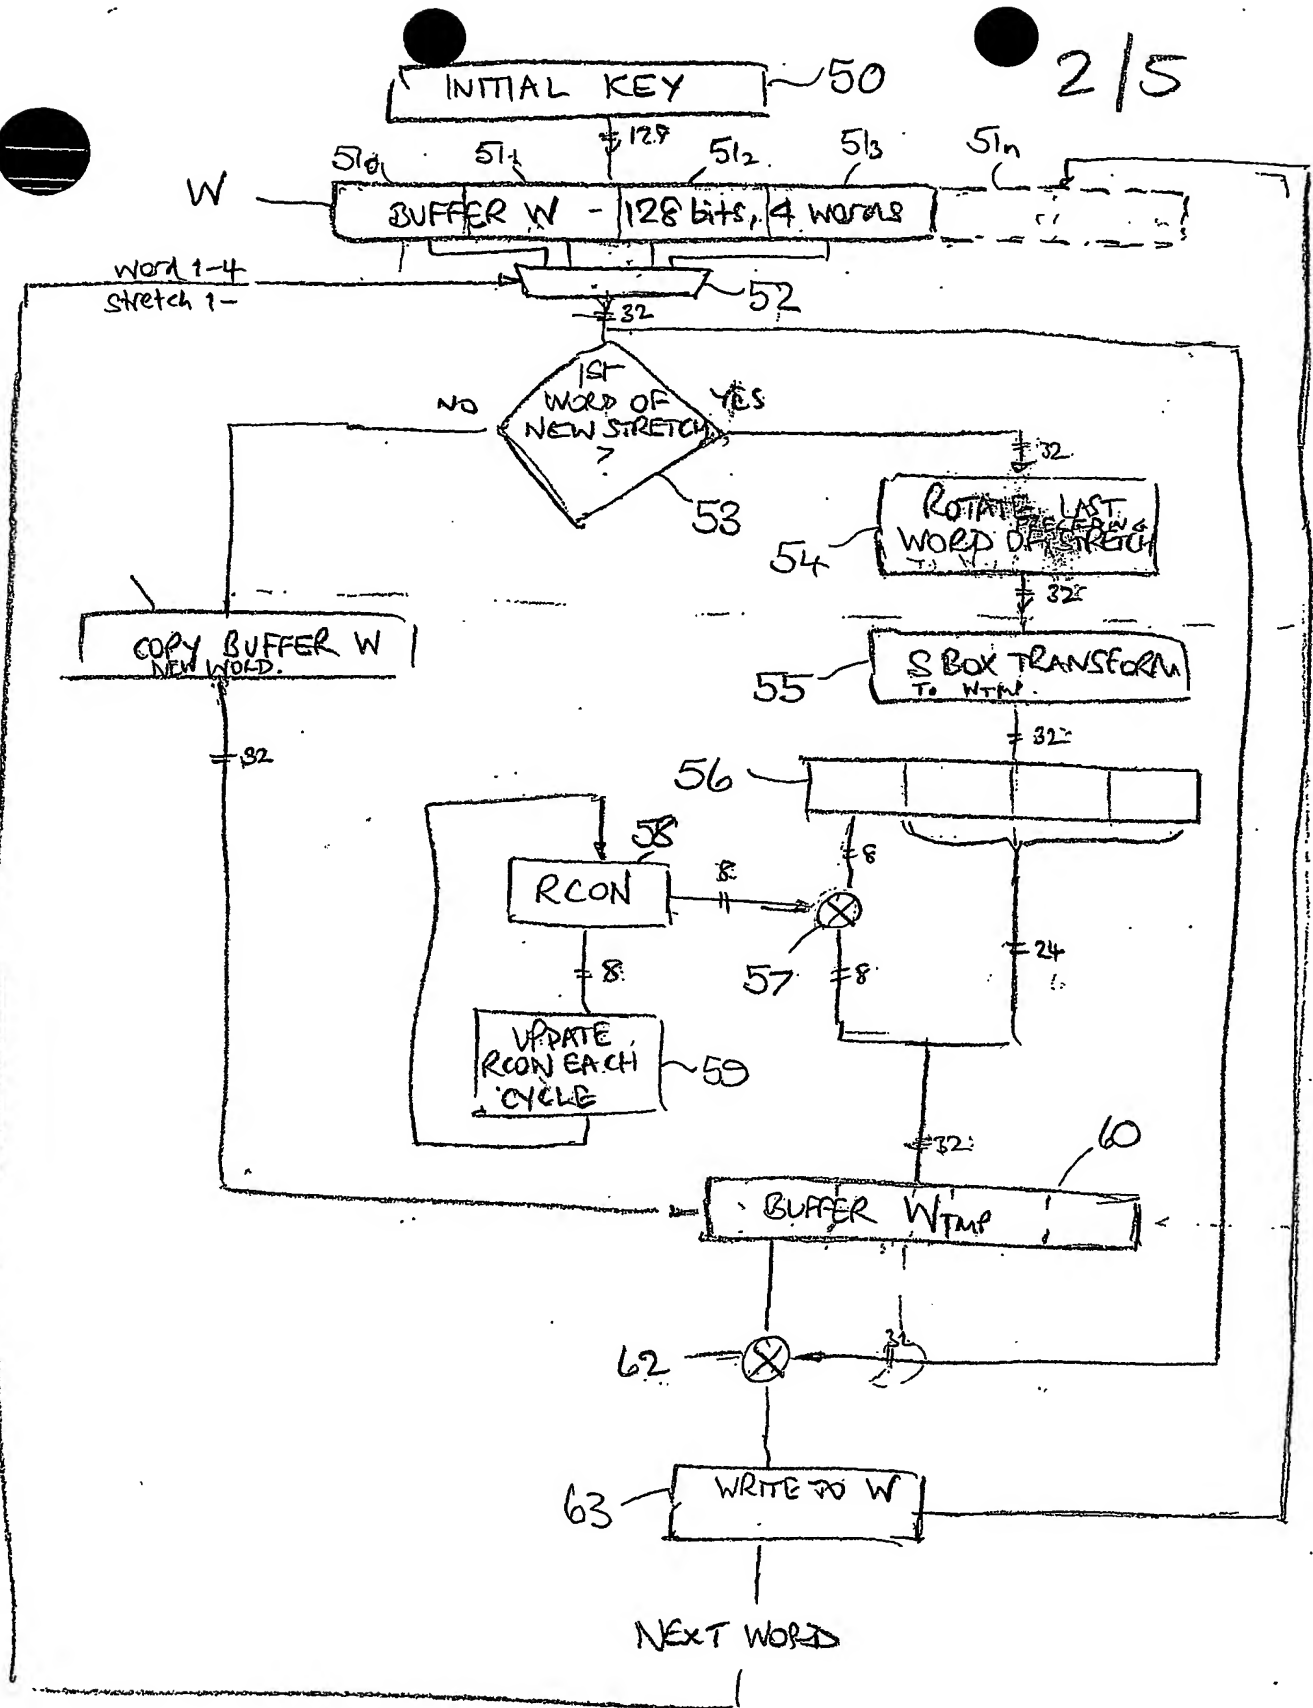 2/5
INITIAL KEY
50
128
51₀
51₁
51₂
51₃
51n
W
BUFFER W - 128 bits, 4 words
word 1-4
stretch 1-
52
32
1ST
WORD OF
NEW STRETCH
?
NO
YES
53
32
ROTATE LAST
PRECEDING
WORD OF STRETCH
54
32
COPY BUFFER W
NEW WORD.
S BOX TRANSFORM
TO WTMP.
55
32
32
56
58
8
8
RCON
57
8
24
8
UPDATE
RCON EACH
CYCLE
59
32
60
BUFFER WTMP
32
62
WRITE TO W
63
NEXT WORD